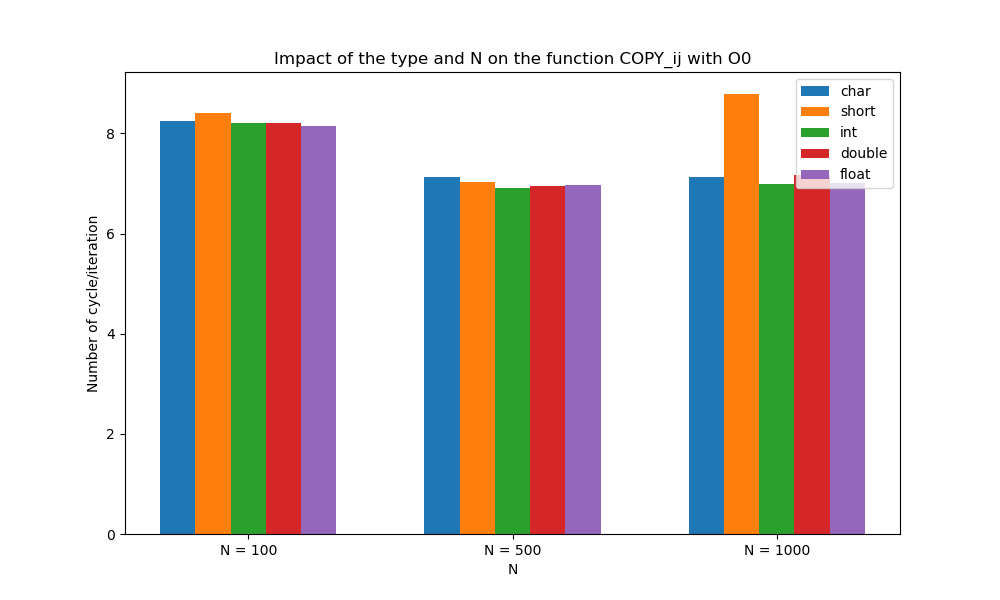 Impact of the type and N on the function COPY_ij with O0
char
short
int
double
float
Number of cycle/iteration
8
6
4
2
0
N = 100
N = 500
N = 1000
N